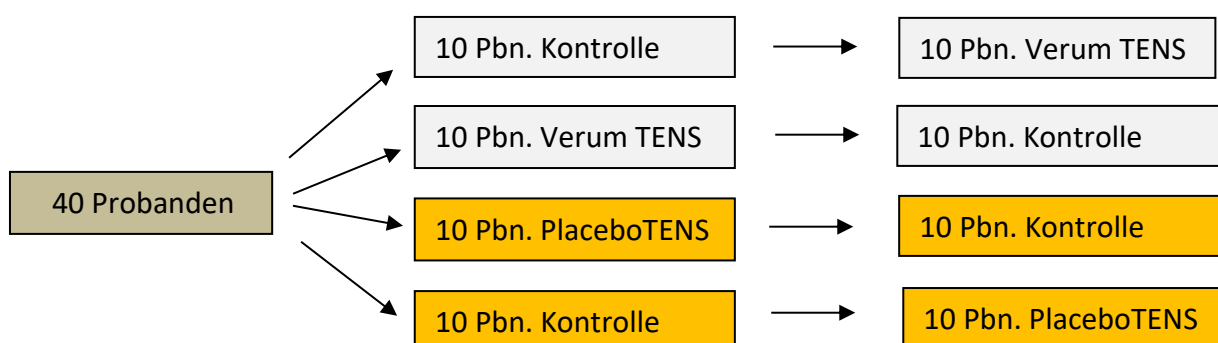 10 Pbn. Kontrolle
10 Pbn. Verum TENS
10 Pbn. Verum TENS
10 Pbn. Kontrolle
40 Probanden
10 Pbn. PlaceboTENS
10 Pbn. Kontrolle
10 Pbn. Kontrolle
10 Pbn. PlaceboTENS